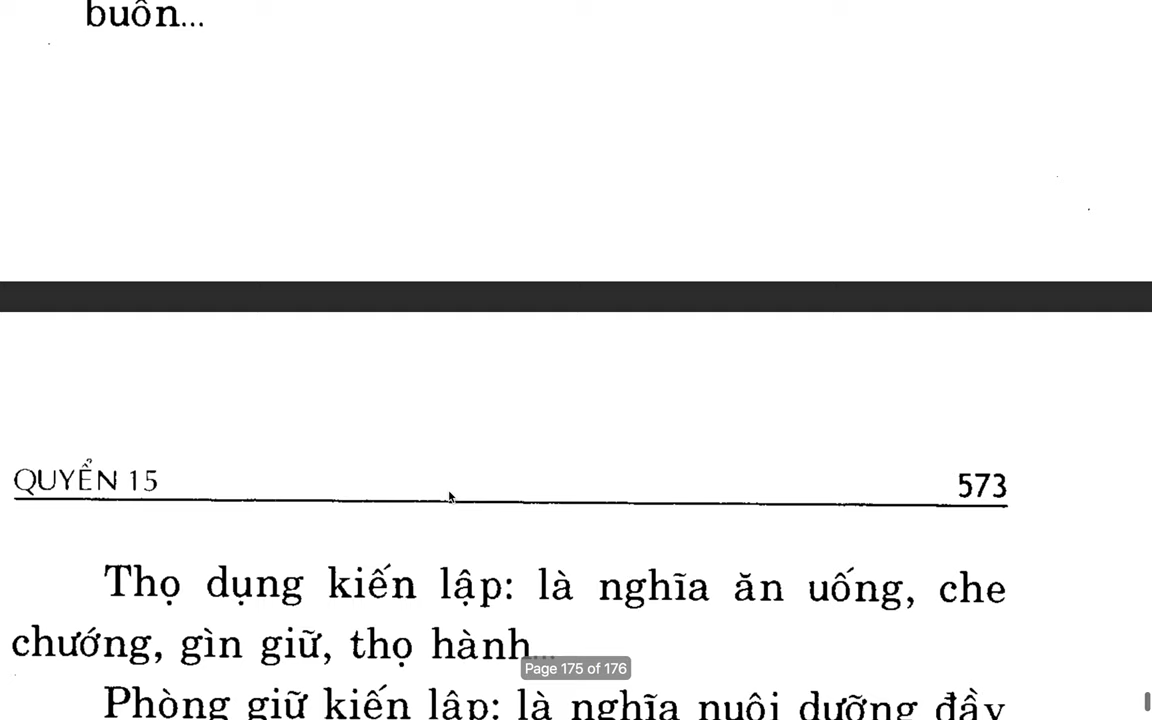 buồn...
QUYỂN 15
573
Thọ dụng kiến lập: là nghĩa ăn uống, che
chướng, gìn giữ, thọ hành...
Page 175 of 176
Phòng giữ kiến lập: là nghĩa nuôi dưỡng đầy